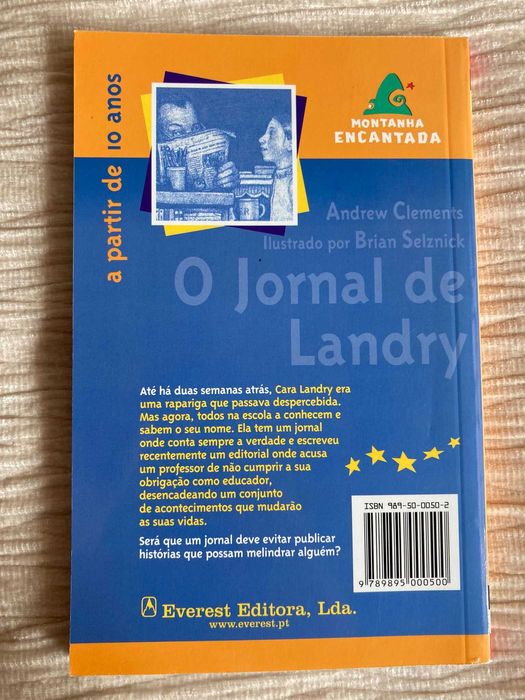 a partir de 10 anos
MONTANHA
ENCANTADA
Andrew Clements
Ilustrado por Brian Selznick
O Jornal de
Landry
Até há duas semanas atrás, Cara Landry era
uma rapariga que passava despercebida.
Mas agora, todos na escola a conhecem e
sabem o seu nome. Ela tem um jornal
onde conta sempre a verdade e escreveu
recentemente um editorial onde acusa
um professor de não cumprir a sua
obrigação como educador,
desencadeando um conjunto
de acontecimentos que mudarão
as suas vidas.
Será que um jornal deve evitar publicar
histórias que possam melindrar alguém?
ISBN 989-50-0050-2
9 789895 000500
Everest Editora, Lda.
www.everest.pt